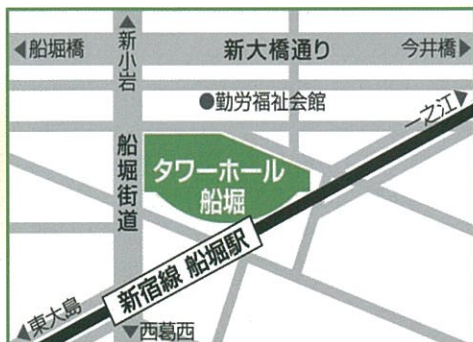 船堀橋
新小岩
新大橋通り
今井橋
勤労福祉会館
一之江
船堀街道
タワーホール
船堀
新宿線 船堀駅
東大島
西葛西